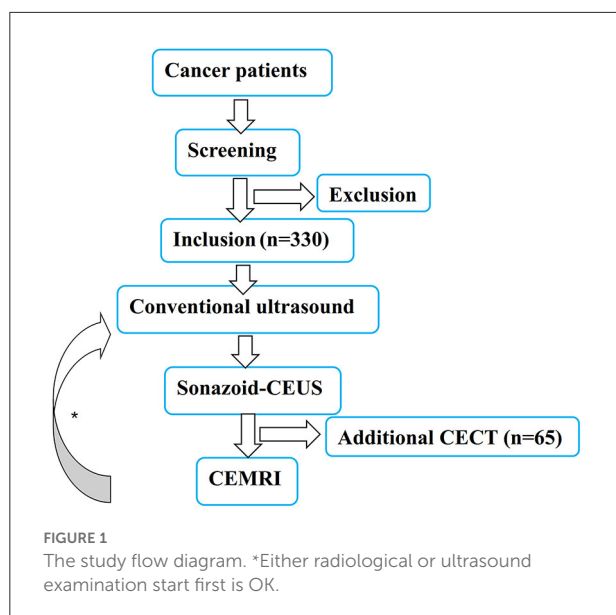 Cancer patients
Screening
Exclusion
Inclusion (n=330)
Conventional ultrasound
Sonazoid-CEUS
*
Additional CECT (n=65)
CEMRI
FIGURE 1
The study flow diagram. *Either radiological or ultrasound
examination start first is OK.